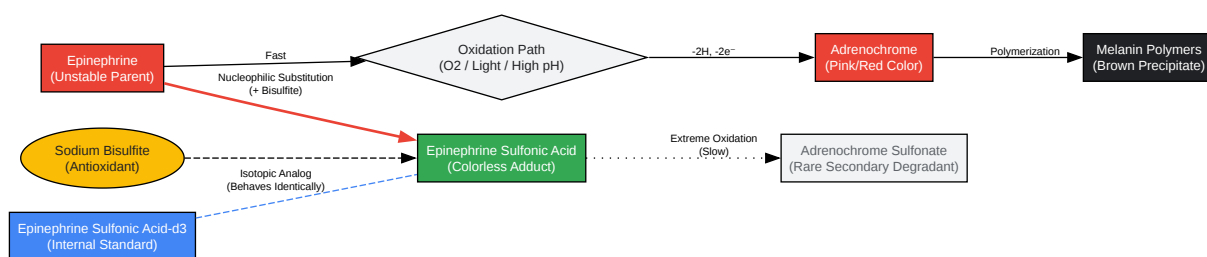 Epinephrine
(Unstable Parent)
Fast
Nucleophilic Substitution
(+ Bisulfite)
Oxidation Path
(O2 / Light / High pH)
-2H, -2e⁻
Adrenochrome
(Pink/Red Color)
Polymerization
Melanin Polymers
(Brown Precipitate)
Sodium Bisulfite
(Antioxidant)
Isotopic Analog
(Behaves Identically)
Epinephrine Sulfonic Acid
(Colorless Adduct)
Extreme Oxidation
(Slow)
Adrenochrome Sulfonate
(Rare Secondary Degradant)
Epinephrine Sulfonic Acid-d3
(Internal Standard)